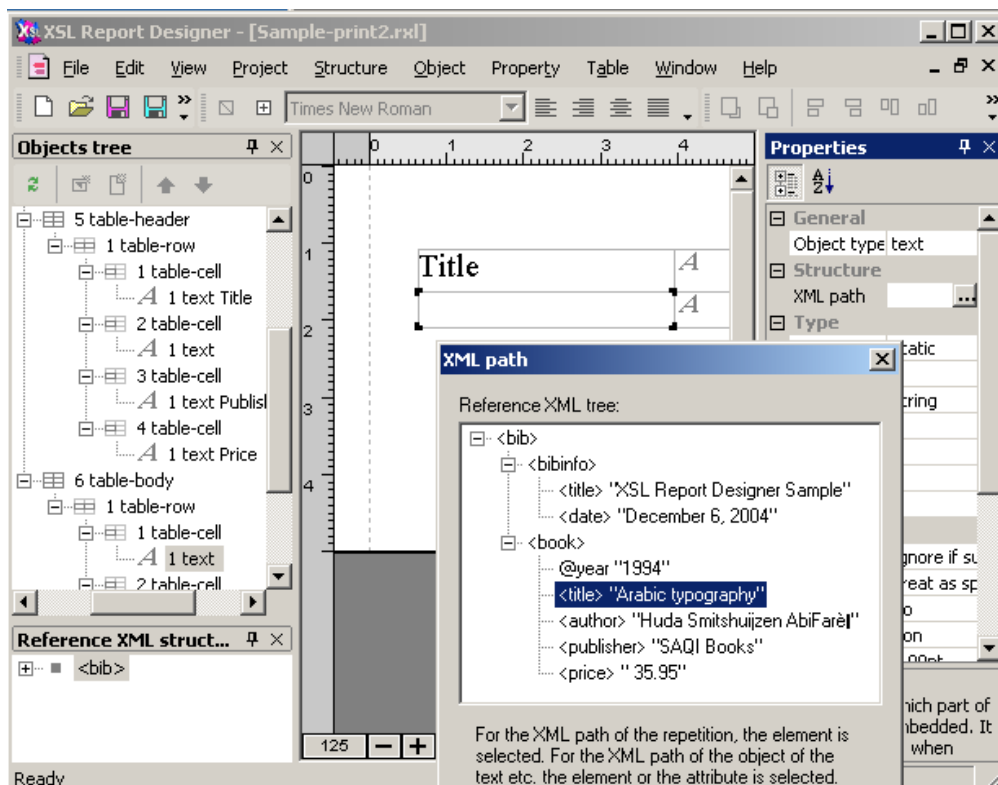 XSL Report Designer - [Sample-print2.rxl]
File Edit View Project Structure Object Property Table Window Help
Times New Roman
Objects tree
5 table-header
1 table-row
1 table-cell
A 1 text Title
2 table-cell
A 1 text
3 table-cell
A 1 text Publisl
4 table-cell
A 1 text Price
6 table-body
1 table-row
1 table-cell
A 1 text
2 table-cell
Reference XML struct...
<bib>
Ready
0 1 2 3 4
0
1
2
3
4
Title A
A
125
Properties
General
Object type text
Structure
XML path ...
Type
tatic
tring
gnore if su
reat as sp
o
on
.00pt
hich part of
nbedded. It
when
XML path
Reference XML tree:
<bib>
<bibinfo>
<title> "XSL Report Designer Sample"
<date> "December 6, 2004"
<book>
@year "1994"
<title> "Arabic typography"
<author> "Huda Smitshuijzen AbiFarè"
<publisher> "SAQI Books"
<price> " 35.95"
For the XML path of the repetition, the element is
selected. For the XML path of the object of the
text etc. the element or the attribute is selected.